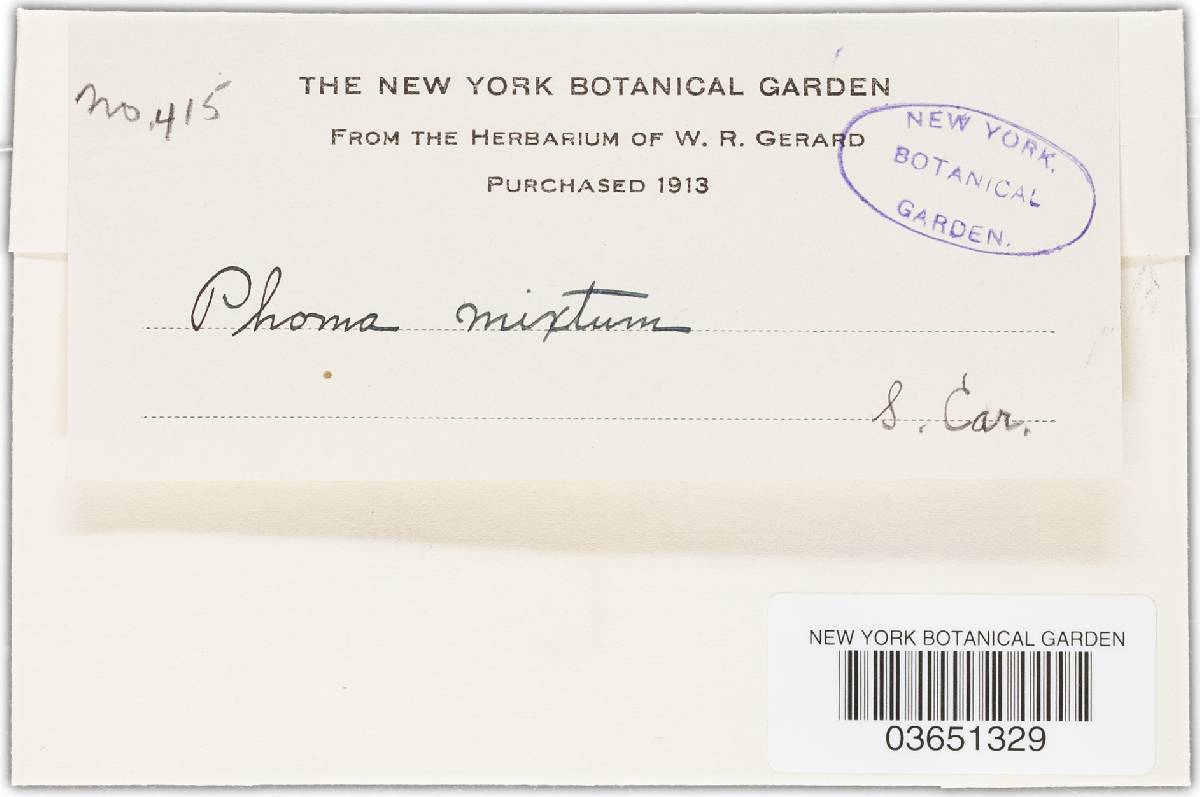 No. 415
THE NEW YORK BOTANICAL GARDEN
FROM THE HERBARIUM OF W. R. GERARD
PURCHASED 1913
NEW YORK
BOTANICAL
GARDEN.
Phoma mixtum
S. Car.
NEW YORK BOTANICAL GARDEN
03651329